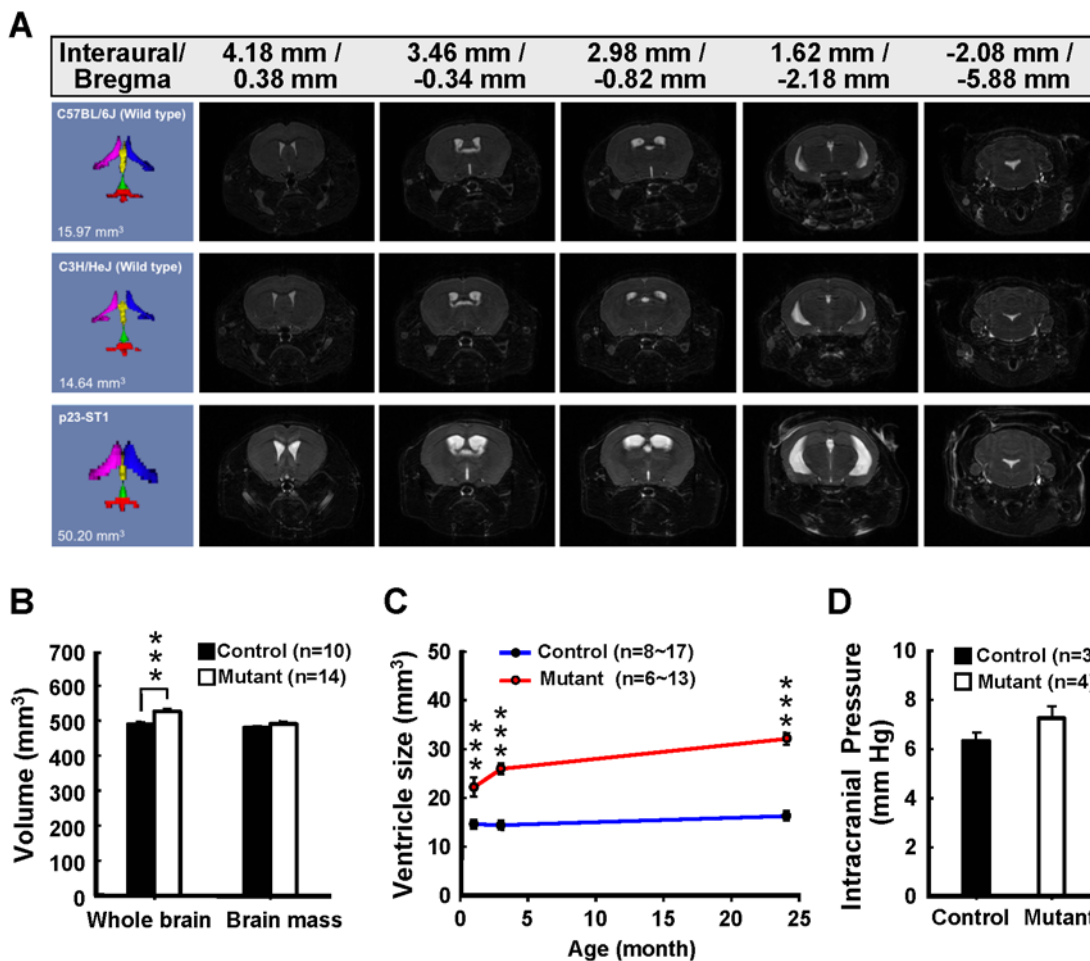 A
Interaural/
Bregma
4.18 mm /
0.38 mm
3.46 mm /
-0.34 mm
2.98 mm /
-0.82 mm
1.62 mm /
-2.18 mm
-2.08 mm /
-5.88 mm
C57BL/6J (Wild type)
15.97 mm³
C3H/HeJ (Wild type)
14.64 mm³
p23-ST1
50.20 mm³
B
Volume (mm³)
700
600
500
400
300
200
100
0
***
Control (n=10)
Mutant (n=14)
Whole brain
Brain mass
C
Ventricle size (mm³)
50
40
30
20
10
0
Control (n=8~17)
Mutant (n=6~13)
***
***
***
0
5
10
15
20
25
Age (month)
D
Intracranial Pressure
(mm Hg)
10
8
6
4
2
0
Control (n=3
Mutant (n=4)
Control
Mutant